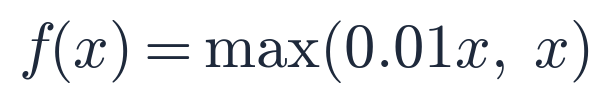 f(x) = max(0.01x, x)